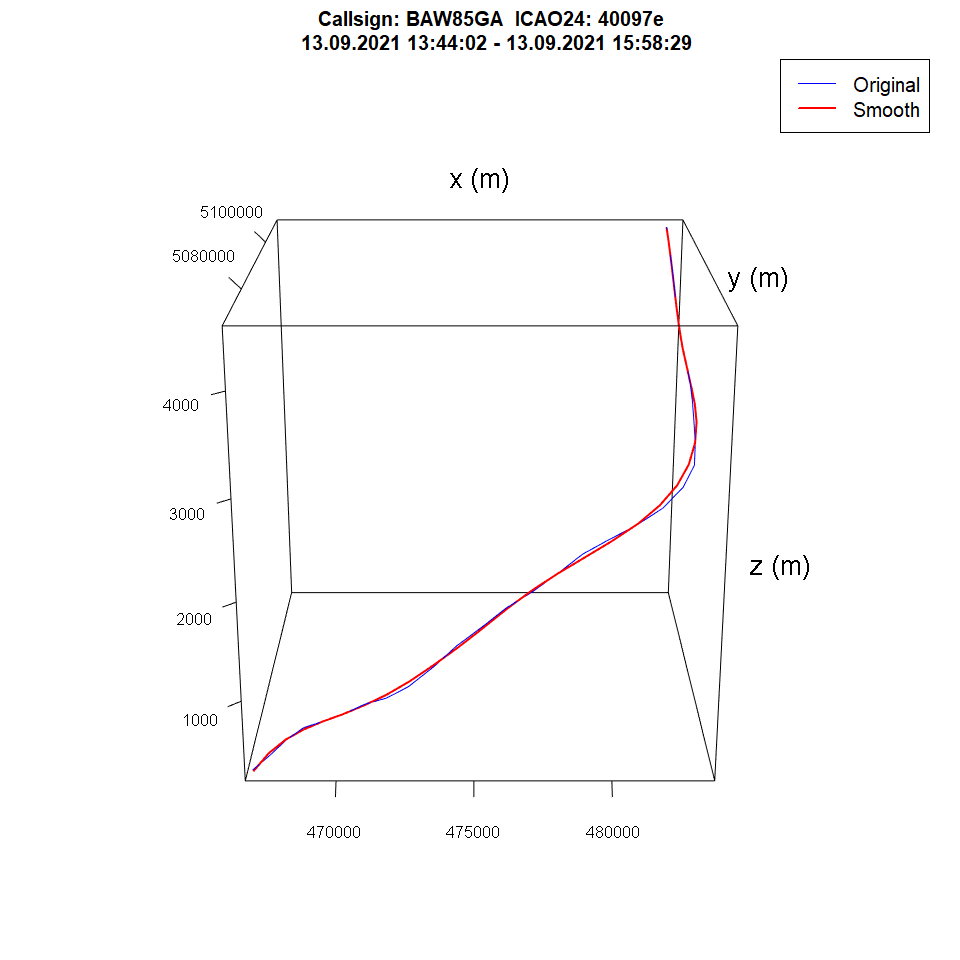 Callsign: BAW85GA  ICAO24: 40097e
13.09.2021 13:44:02 - 13.09.2021 15:58:29
Original
Smooth
x (m)
5100000
5080000
y (m)
4000
3000
z (m)
2000
1000
470000
475000
480000